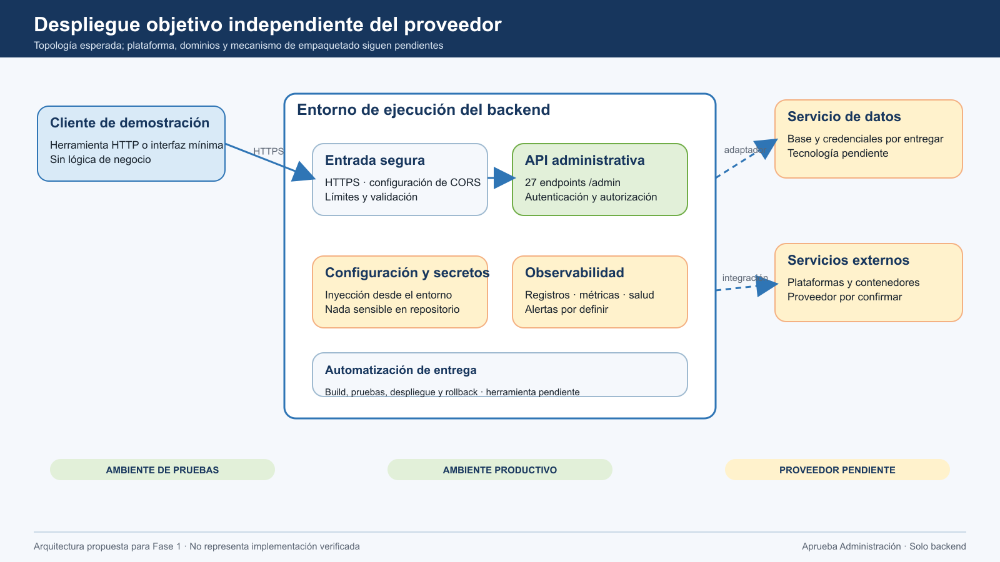 Despliegue objetivo independiente del proveedor
Topología esperada; plataforma, dominios y mecanismo de empaquetado siguen pendientes
Cliente de demostración
Herramienta HTTP o interfaz mínima
Sin lógica de negocio
HTTPS
Entorno de ejecución del backend
Entrada segura
HTTPS · configuración de CORS
Límites y validación
API administrativa
27 endpoints /admin
Autenticación y autorización
Configuración y secretos
Inyección desde el entorno
Nada sensible en repositorio
Observabilidad
Registros · métricas · salud
Alertas por definir
Automatización de entrega
Build, pruebas, despliegue y rollback · herramienta pendiente
adaptador
Servicio de datos
Base y credenciales por entregar
Tecnología pendiente
integración
Servicios externos
Plataformas y contenedores
Proveedor por confirmar
AMBIENTE DE PRUEBAS
AMBIENTE PRODUCTIVO
PROVEEDOR PENDIENTE
Arquitectura propuesta para Fase 1 · No representa implementación verificada
Aprueba Administración · Solo backend